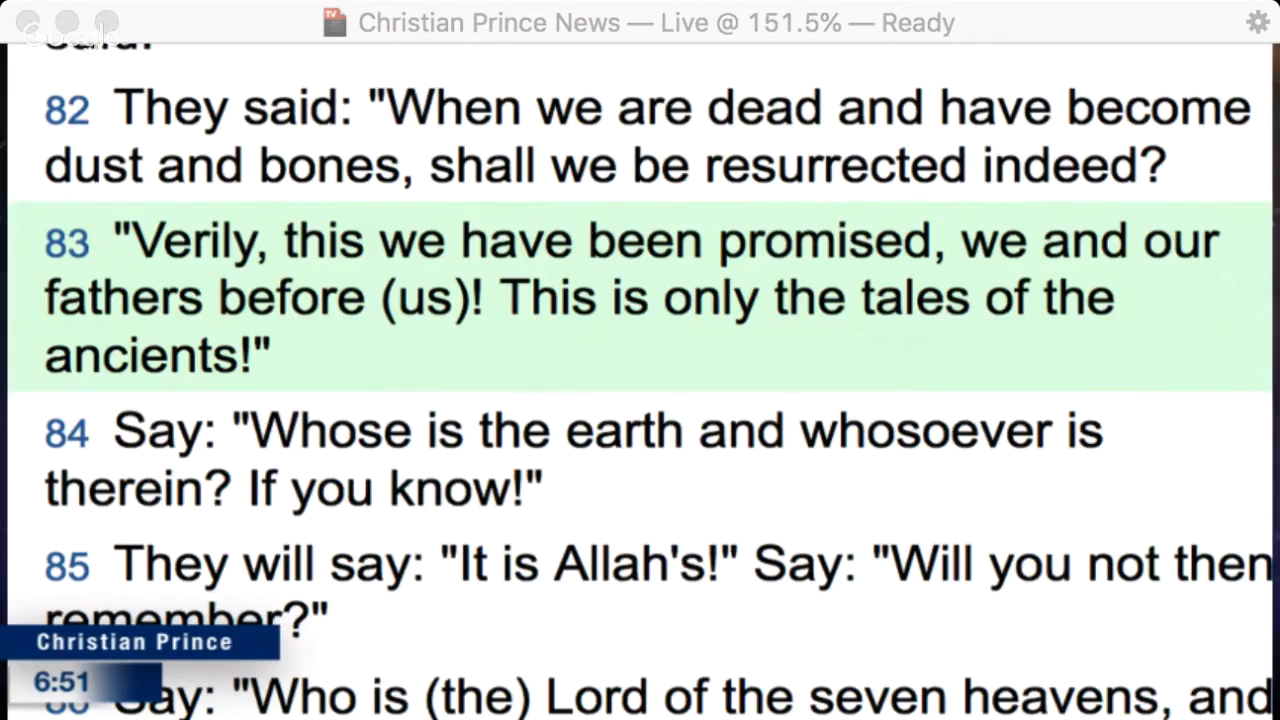 Christian Prince News — Live @ 151.5% — Ready
Google
said:
82 They said: "When we are dead and have become
dust and bones, shall we be resurrected indeed?
83 "Verily, this we have been promised, we and our
fathers before (us)! This is only the tales of the
ancients!"
84 Say: "Whose is the earth and whosoever is
therein? If you know!"
85 They will say: "It is Allah's!" Say: "Will you not then
remember?"
Christian Prince
6:51
86 Say: "Who is (the) Lord of the seven heavens, and